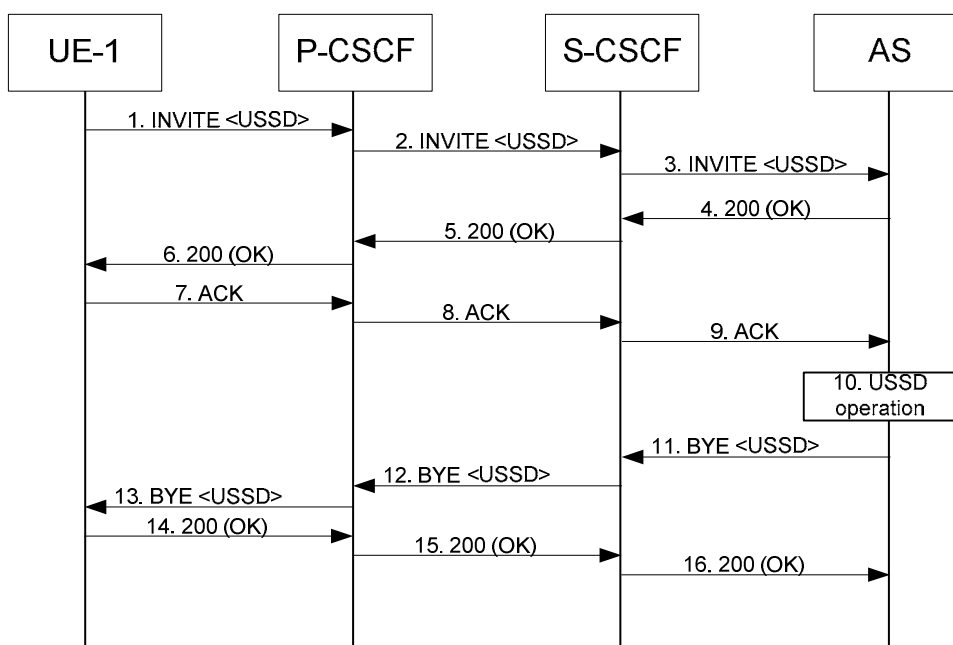 UE-1
P-CSCF
S-CSCF
AS
1. INVITE <USSD>
2. INVITE <USSD>
3. INVITE <USSD>
4. 200 (OK)
5. 200 (OK)
6. 200 (OK)
7. ACK
8. ACK
9. ACK
10. USSD
operation
11. BYE <USSD>
12. BYE <USSD>
13. BYE <USSD>
14. 200 (OK)
15. 200 (OK)
16. 200 (OK)